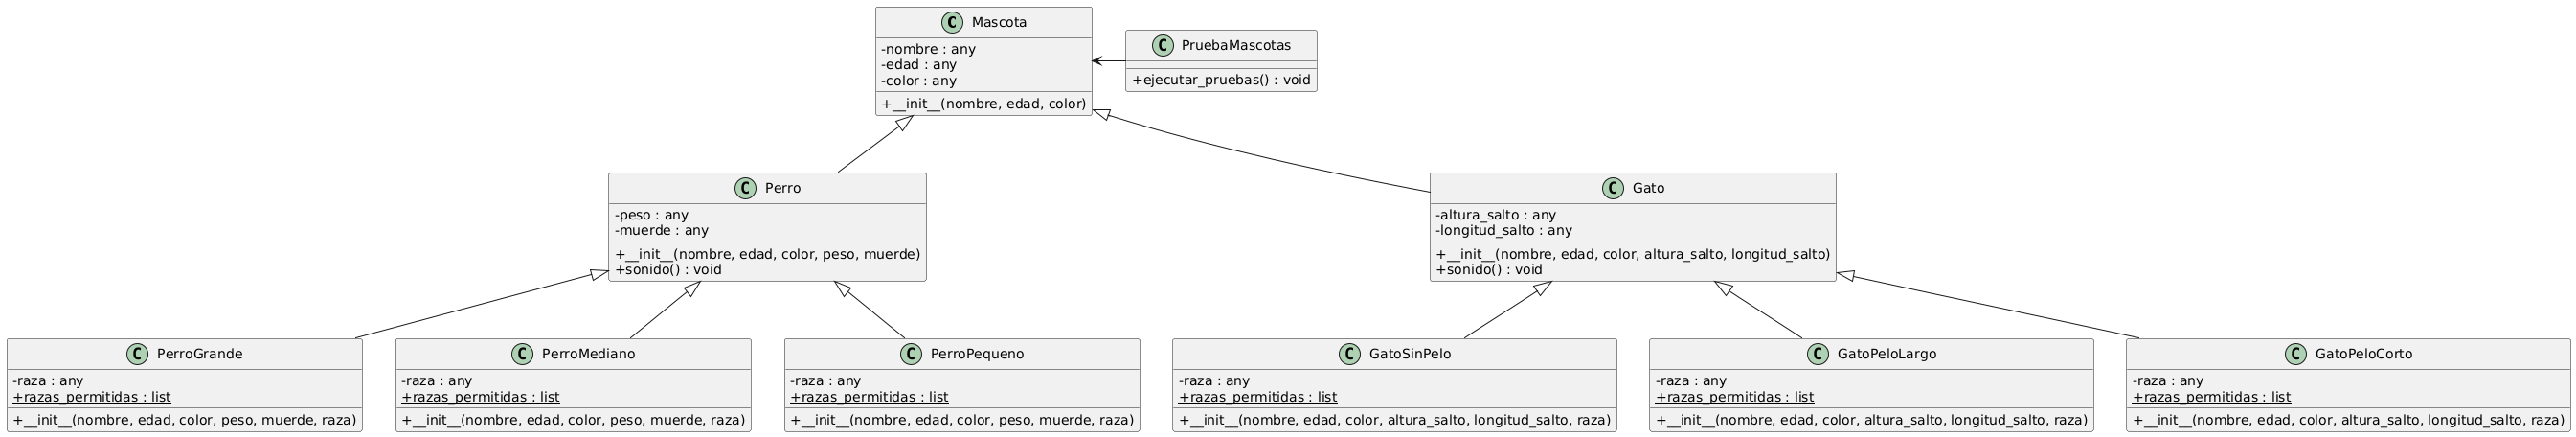 Mascota
-nombre : any
-edad : any
-color : any
+__init__(nombre, edad, color)
PruebaMascotas
+ejecutar_pruebas() : void
Perro
-peso : any
-muerde : any
+__init__(nombre, edad, color, peso, muerde)
+sonido() : void
Gato
-altura_salto : any
-longitud_salto : any
+__init__(nombre, edad, color, altura_salto, longitud_salto)
+sonido() : void
PerroGrande
-raza : any
+razas_permitidas : list
+__init__(nombre, edad, color, peso, muerde, raza)
PerroMediano
-raza : any
+razas_permitidas : list
+__init__(nombre, edad, color, peso, muerde, raza)
PerroPequeno
-raza : any
+razas_permitidas : list
+__init__(nombre, edad, color, peso, muerde, raza)
GatoSinPelo
-raza : any
+razas_permitidas : list
+__init__(nombre, edad, color, altura_salto, longitud_salto, raza)
GatoPeloLargo
-raza : any
+razas_permitidas : list
+__init__(nombre, edad, color, altura_salto, longitud_salto, raza)
GatoPeloCorto
-raza : any
+razas_permitidas : list
+__init__(nombre, edad, color, altura_salto, longitud_salto, raza)